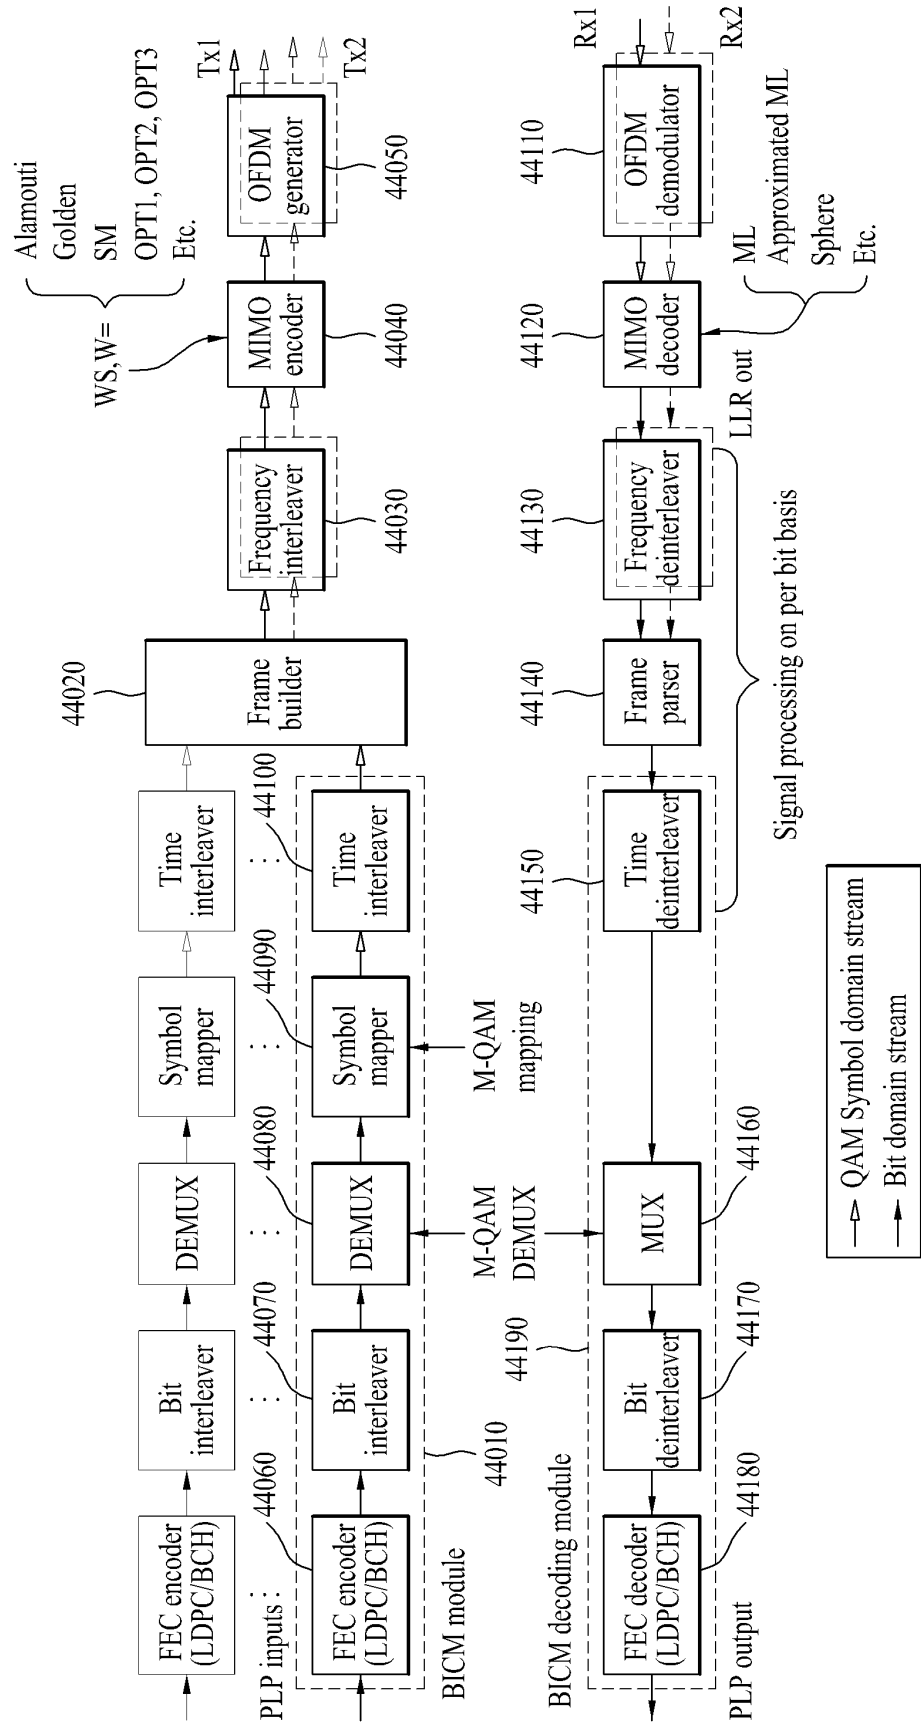 Alamouti
Golden
SM
OPT1, OPT2, OPT3
Etc.
WS,W=
Tx1
Tx2
FEC encoder
(LDPC/BCH)
Bit
interleaver
DEMUX
Symbol
mapper
Time
interleaver
44020
Frame
builder
Frequency
interleaver
44030
MIMO
encoder
44040
OFDM
generator
44050
PLP inputs
44060
44070
44080
44090
44100
FEC encoder
(LDPC/BCH)
Bit
interleaver
DEMUX
Symbol
mapper
Time
interleaver
BICM module
44010
M-QAM
DEMUX
M-QAM
mapping
BICM decoding module
44190
44150
44140
44130
44120
44110
Rx1
Rx2
FEC decoder
(LDPC/BCH)
Bit
deinterleaver
MUX
Time
deinterleaver
Frame
parser
Frequency
deinterleaver
MIMO
decoder
OFDM
demodulator
PLP output
44180
44170
44160
LLR out
ML
Approximated ML
Sphere
Etc.
Signal processing on per bit basis
QAM Symbol domain stream
Bit domain stream